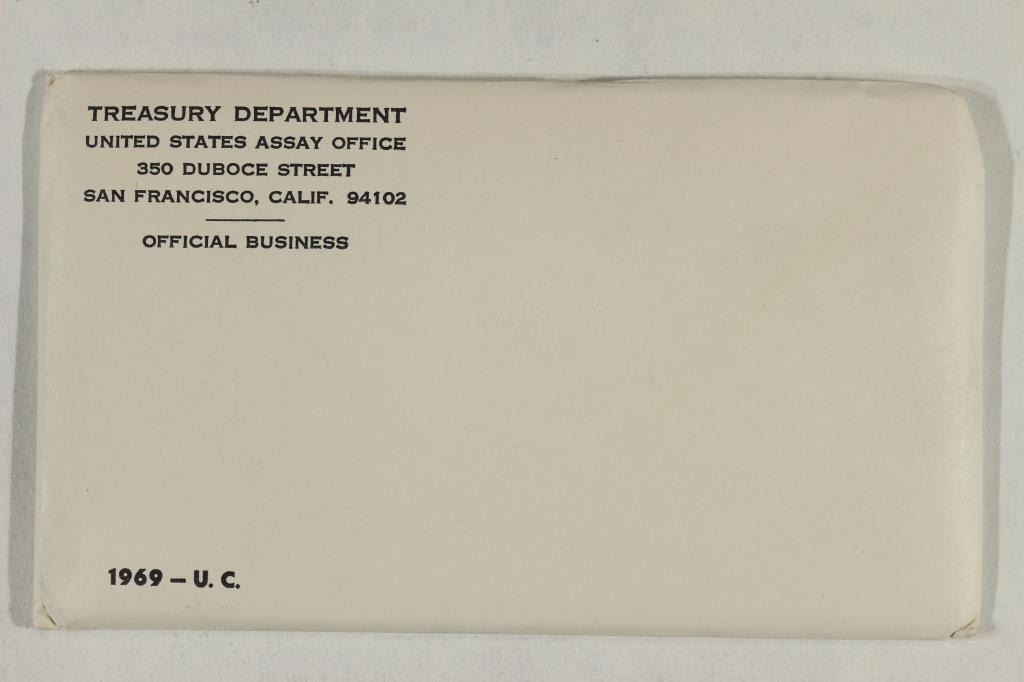 TREASURY DEPARTMENT
UNITED STATES ASSAY OFFICE
350 DUBOCE STREET
SAN FRANCISCO, CALIF. 94102
OFFICIAL BUSINESS
1969 – U. C.